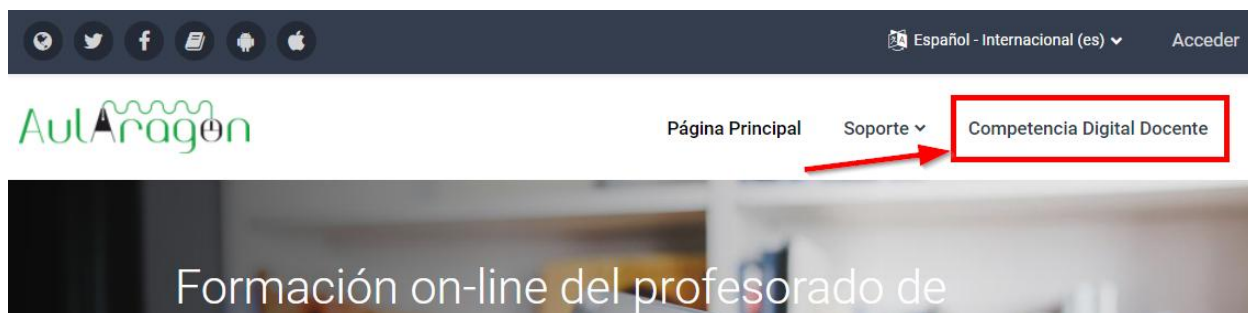 Español - Internacional (es)
Acceder
AulAragon
Página Principal
Soporte
Competencia Digital Docente
Formación on-line del profesorado de